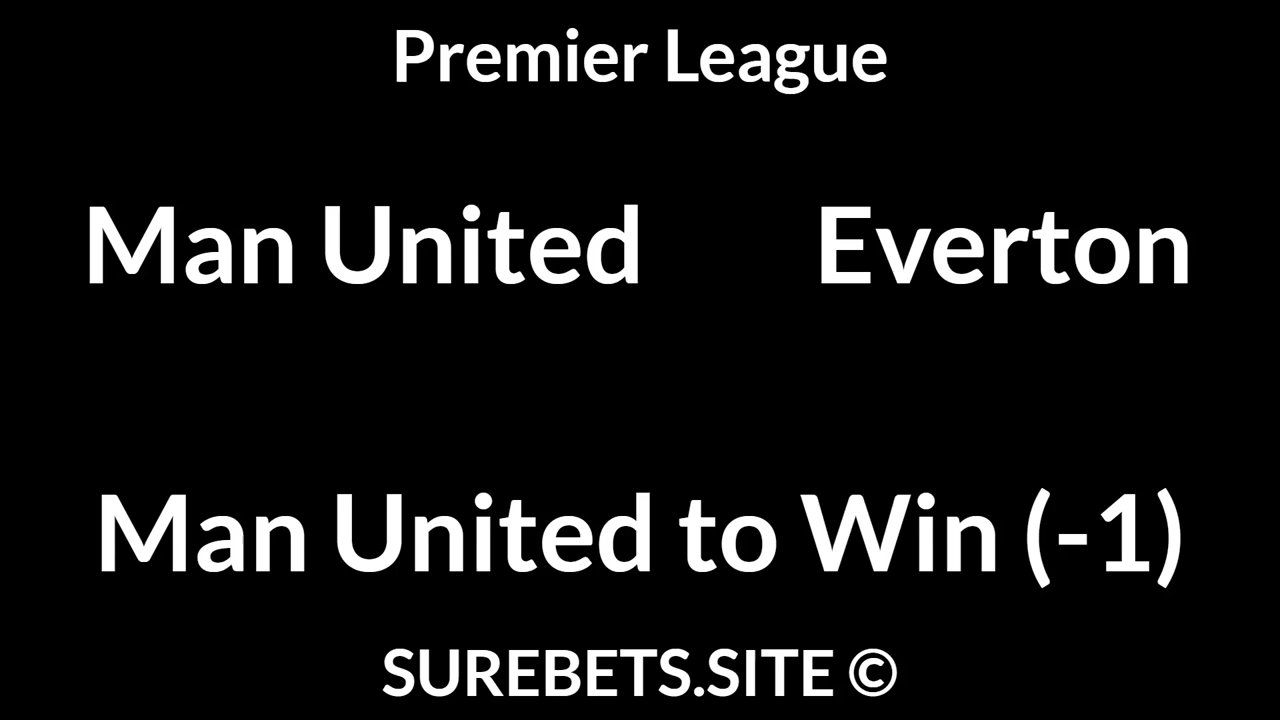 Premier League
Man United Everton
Man United to Win (-1)
SUREBETS.SITE ©